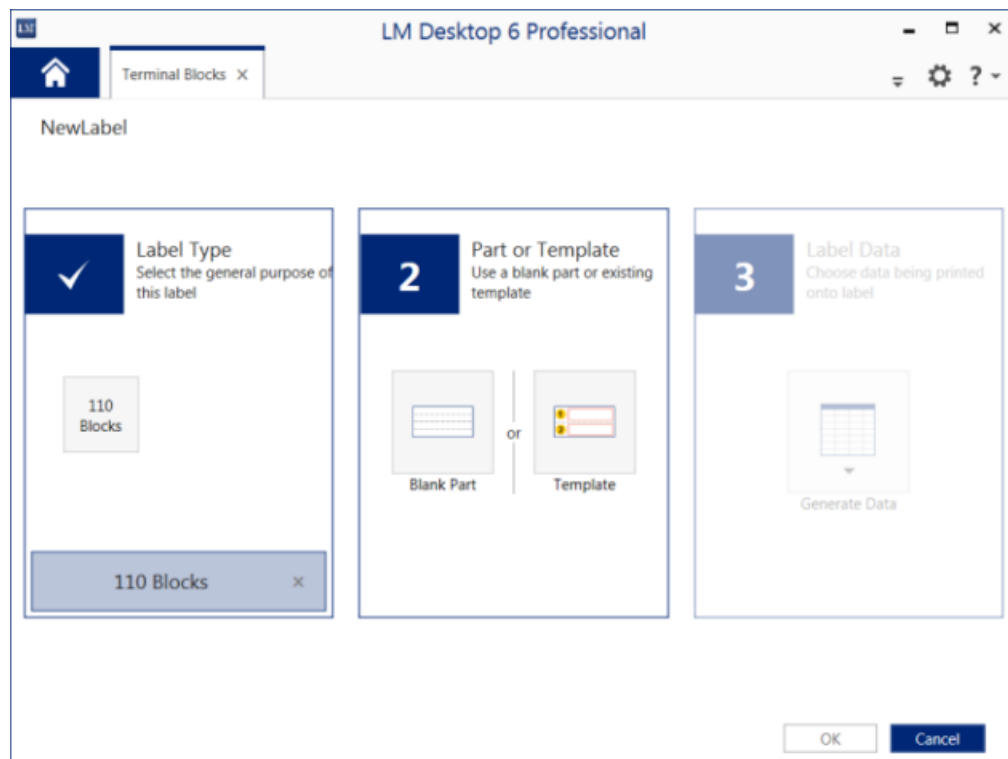 LM
LM Desktop 6 Professional
Terminal Blocks
?
NewLabel
Label Type
Select the general purpose of
this label
110
Blocks
110 Blocks
2
Part or Template
Use a blank part or existing
template
1
2
or
Blank Part
Template
3
Label Data
Choose data being printed
onto label
Generate Data
OK
Cancel